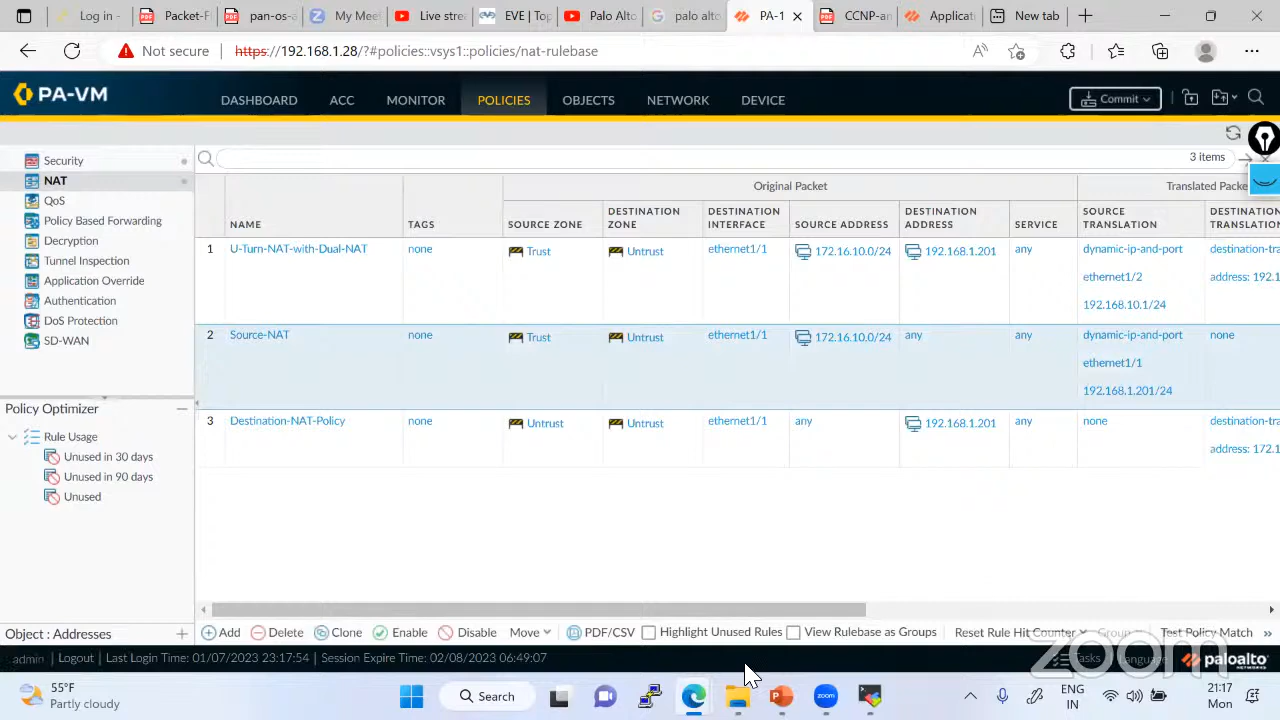 Log in
Packet-F
pan-os-a
My Meet
Live stre
EVE | Top
Palo Alto
palo alto
PA-1
CCNP-an
Applicati
New tab
Not secure
https://192.168.1.28/?#policies::vsys1::policies/nat-rulebase
PA-VM
DASHBOARD ACC MONITOR POLICIES OBJECTS NETWORK DEVICE
Commit
Security
NAT
QoS
Policy Based Forwarding
Decryption
Tunnel Inspection
Application Override
Authentication
DoS Protection
SD-WAN
Policy Optimizer
Rule Usage
Unused in 30 days
Unused in 90 days
Unused
Object : Addresses
3 items
Original Packet
Translated Packe
NAME
TAGS
SOURCE ZONE
DESTINATION
ZONE
DESTINATION
INTERFACE
SOURCE ADDRESS
DESTINATION
ADDRESS
SERVICE
SOURCE
TRANSLATION
DESTINATION
TRANSLATION
1 U-Turn-NAT-with-Dual-NAT none Trust Untrust ethernet1/1 172.16.10.0/24 192.168.1.201 any dynamic-ip-and-port destination-tra
ethernet1/2 address: 192.1
192.168.10.1/24
2 Source-NAT none Trust Untrust ethernet1/1 172.16.10.0/24 any any dynamic-ip-and-port none
ethernet1/1
192.168.1.201/24
3 Destination-NAT-Policy none Untrust Untrust ethernet1/1 any 192.168.1.201 any none destination-tra
address: 172.1
Add Delete Clone Enable Disable Move PDF/CSV Highlight Unused Rules View Rulebase as Groups Reset Rule Hit Counter Group Test Policy Match »
admin | Logout | Last Login Time: 01/07/2023 23:17:54 | Session Expire Time: 02/08/2023 06:49:07
Tasks
Language
paloalto
NETWORKS
zoom
55°F
Partly cloudy
Search
zoom
ENG
IN
21:17
Mon